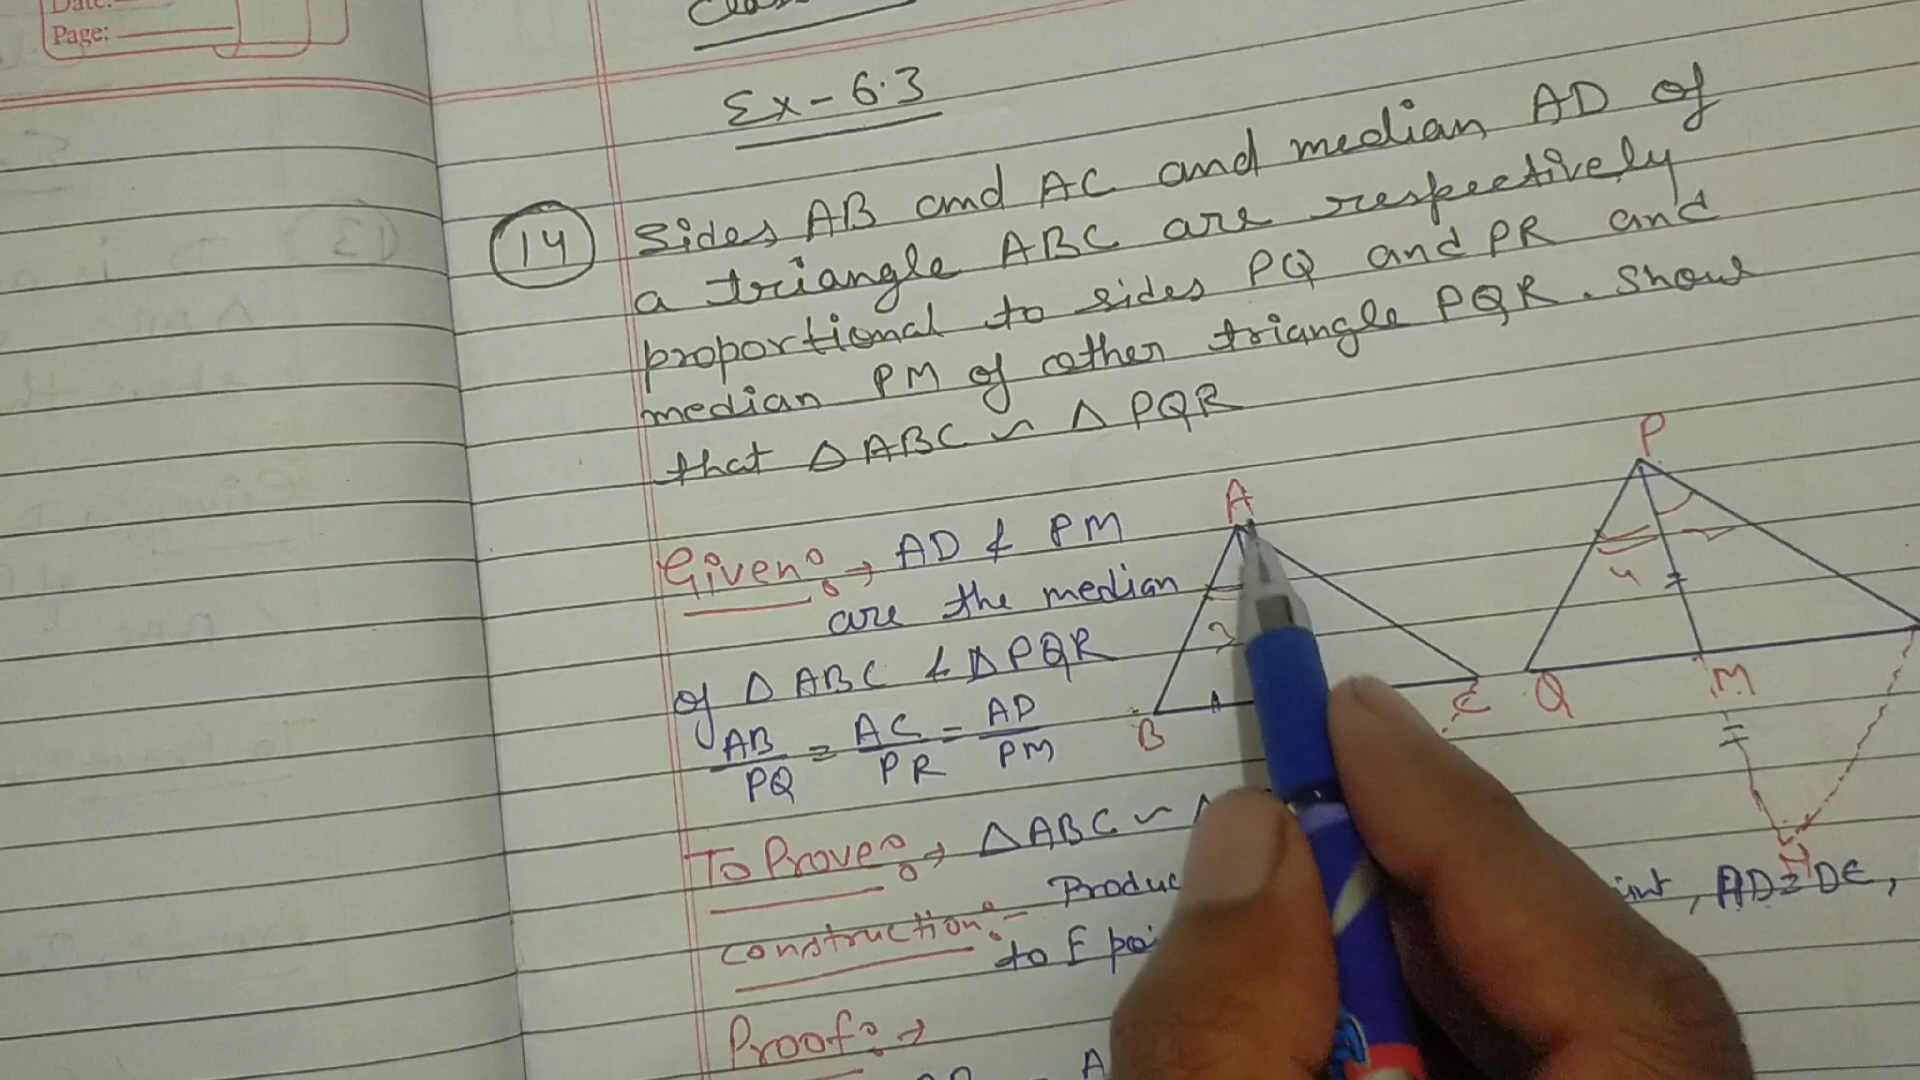 Page:
Ex - 6.3
14 Sides AB and AC and median AD of
a triangle ABC are respectively
proportional to sides PQ and PR and
median PM of other triangle PQR. Show
that △ ABC ∽ △ PQR
Given:→ AD & PM
are the median
of △ ABC & △PQR
AB/PQ = AC/PR = AD/PM
A
B
C
P
Q
M
N
To Prove:→ △ABC ∽
construction:-
AD=DE,
to E
Proof:→